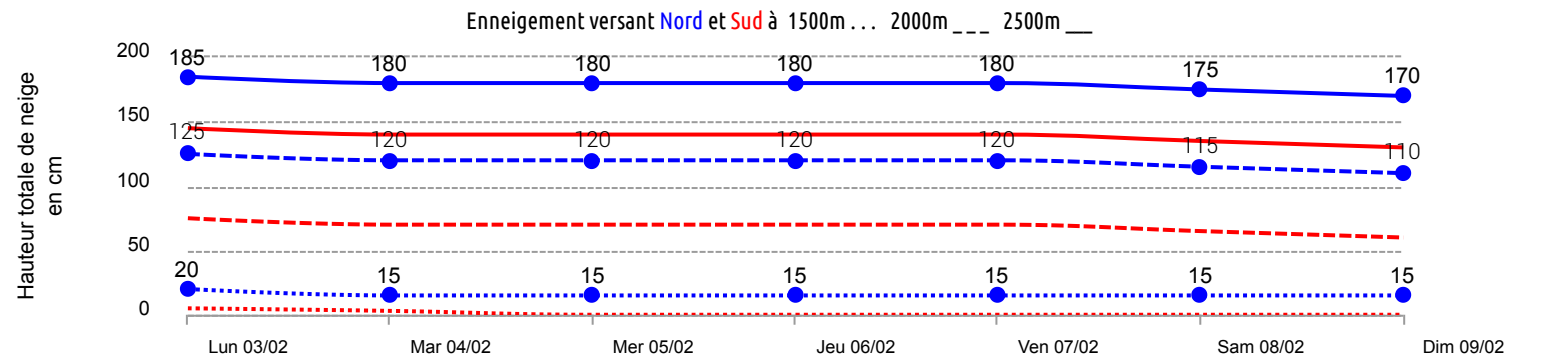 Enneigement versant Nord et Sud à 1500m . . . 2000m _ _ _ 2500m __
Hauteur totale de neige
en cm
200
185 180 180 180 180 175 170
150
125 120 120 120 120 115 110
100
50
20 15 15 15 15 15 15
0
Lun 03/02 Mar 04/02 Mer 05/02 Jeu 06/02 Ven 07/02 Sam 08/02 Dim 09/02